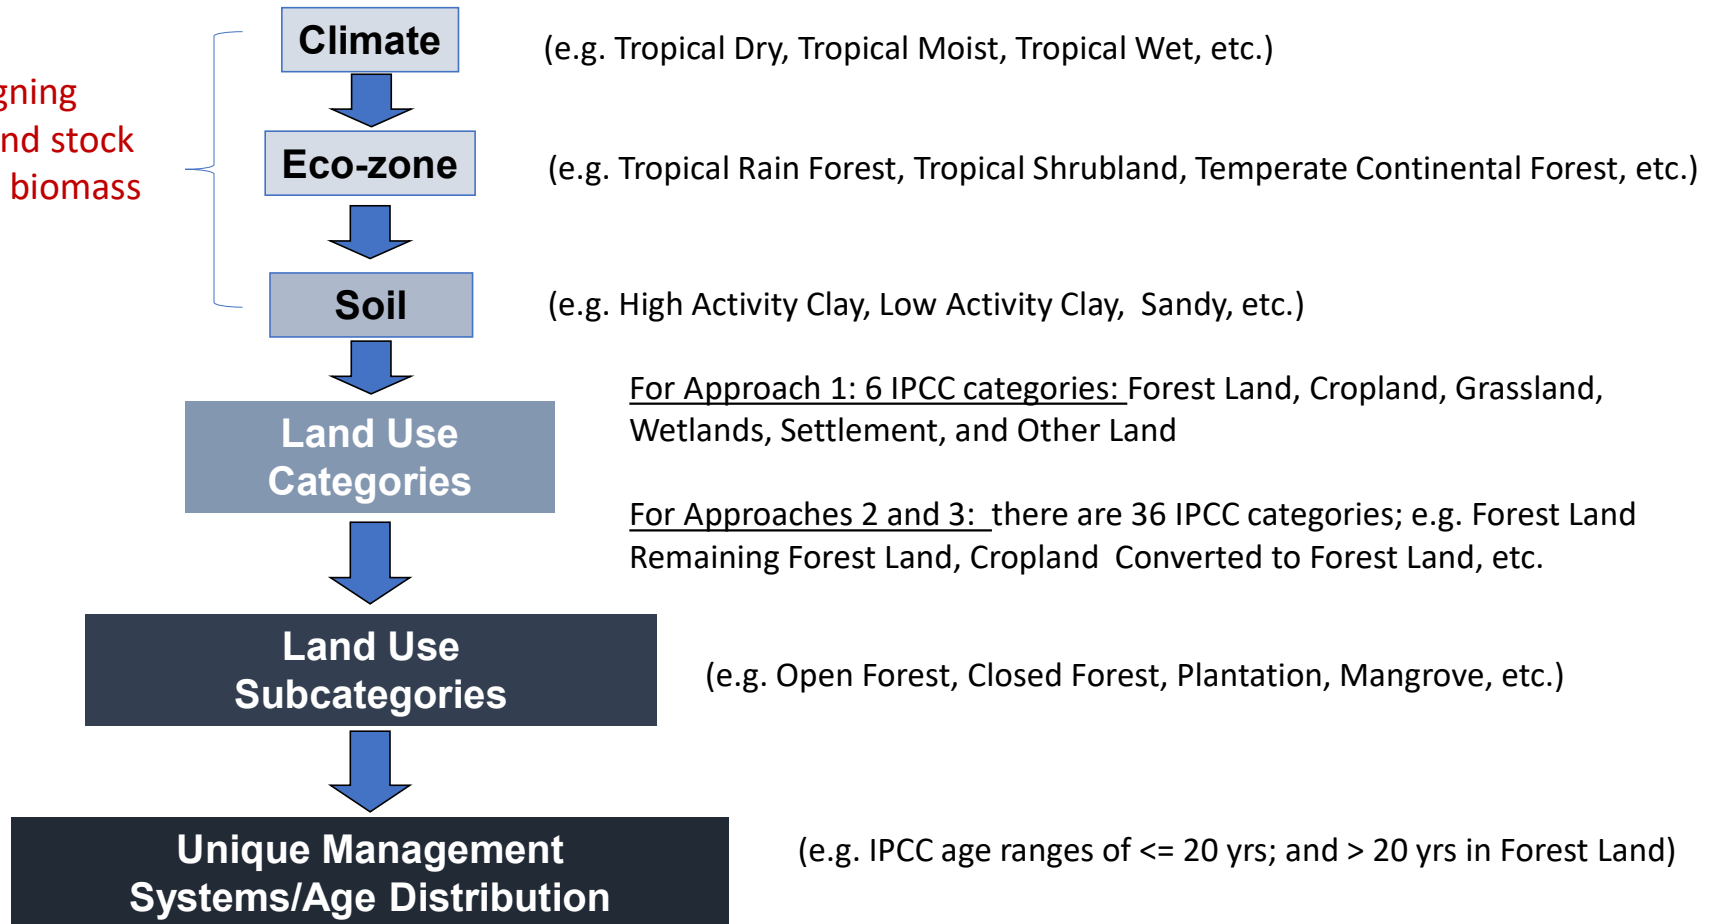 Climate
(e.g. Tropical Dry, Tropical Moist, Tropical Wet, etc.)
nd stock
biomass
Eco-zone
(e.g. Tropical Rain Forest, Tropical Shrubland, Temperate Continental Forest, etc.)
Soil
(e.g. High Activity Clay, Low Activity Clay, Sandy, etc.)
Land Use
Categories
For Approach 1: 6 IPCC categories: Forest Land, Cropland, Grassland,
Wetlands, Settlement, and Other Land
For Approaches 2 and 3: there are 36 IPCC categories; e.g. Forest Land
Remaining Forest Land, Cropland Converted to Forest Land, etc.
Land Use
Subcategories
(e.g. Open Forest, Closed Forest, Plantation, Mangrove, etc.)
Unique Management
Systems/Age Distribution
(e.g. IPCC age ranges of <= 20 yrs; and > 20 yrs in Forest Land)